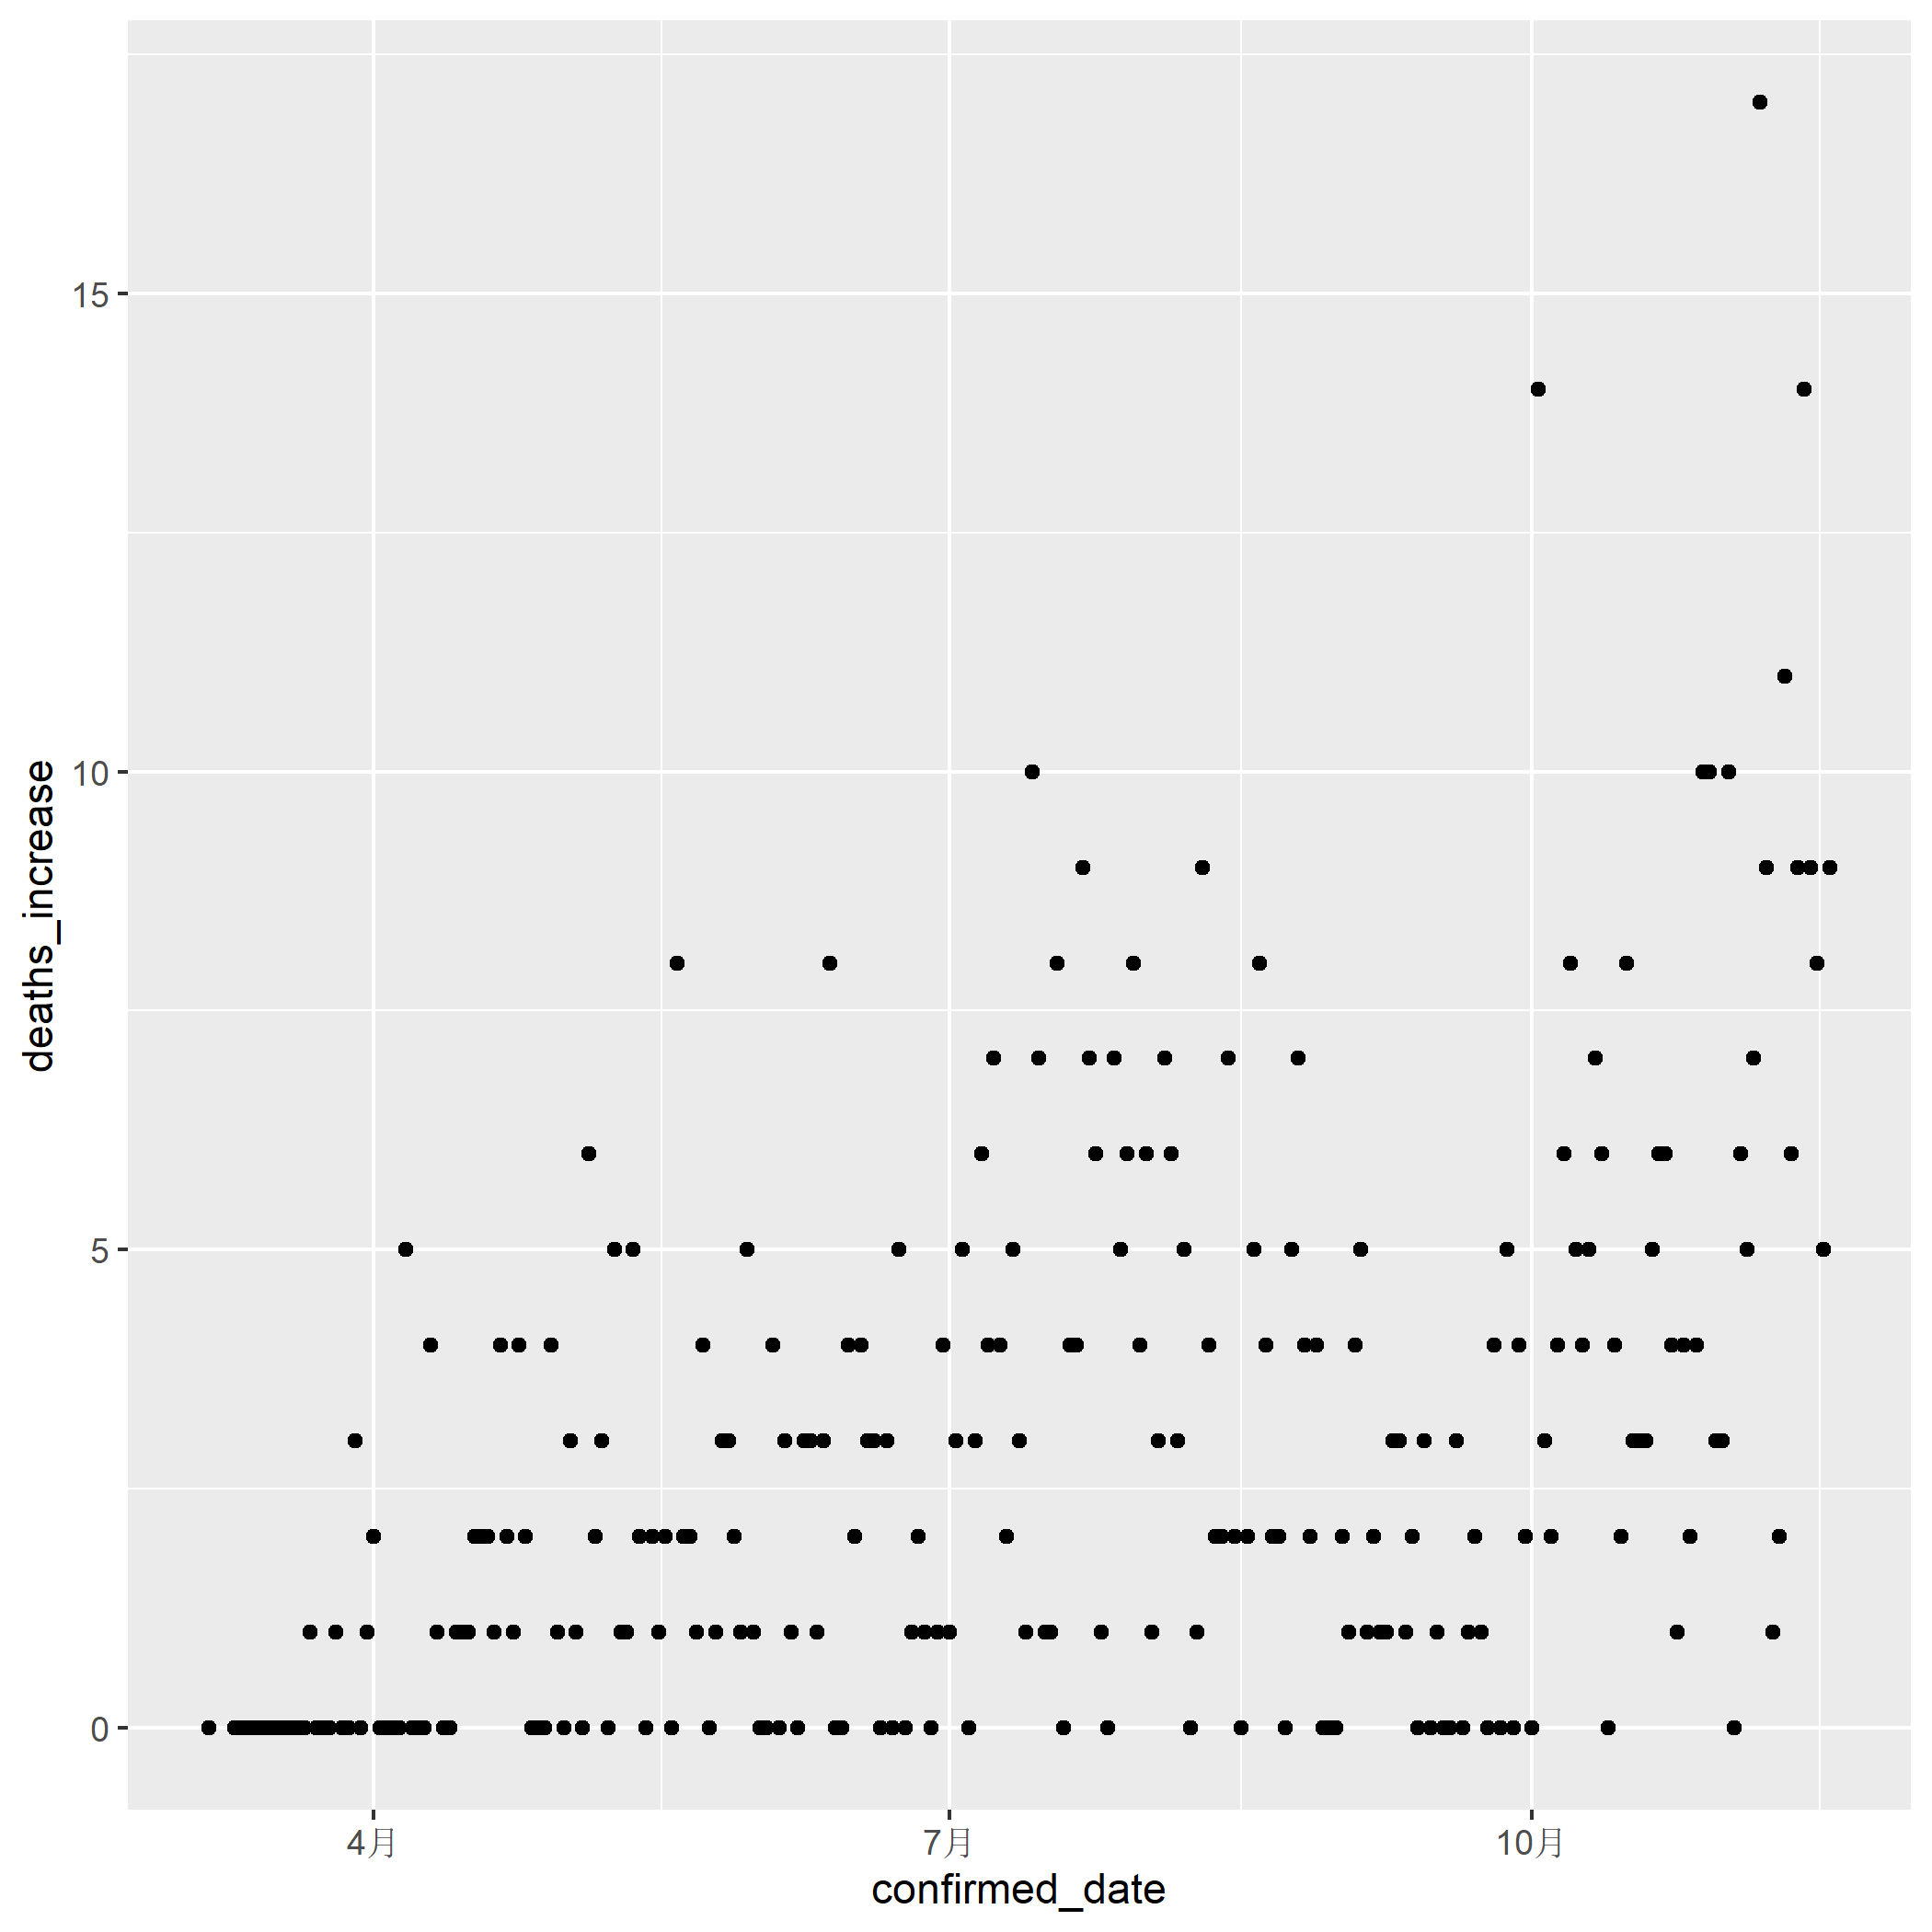 deaths_increase
15
10
5
0
4月
7月
10月
confirmed_date